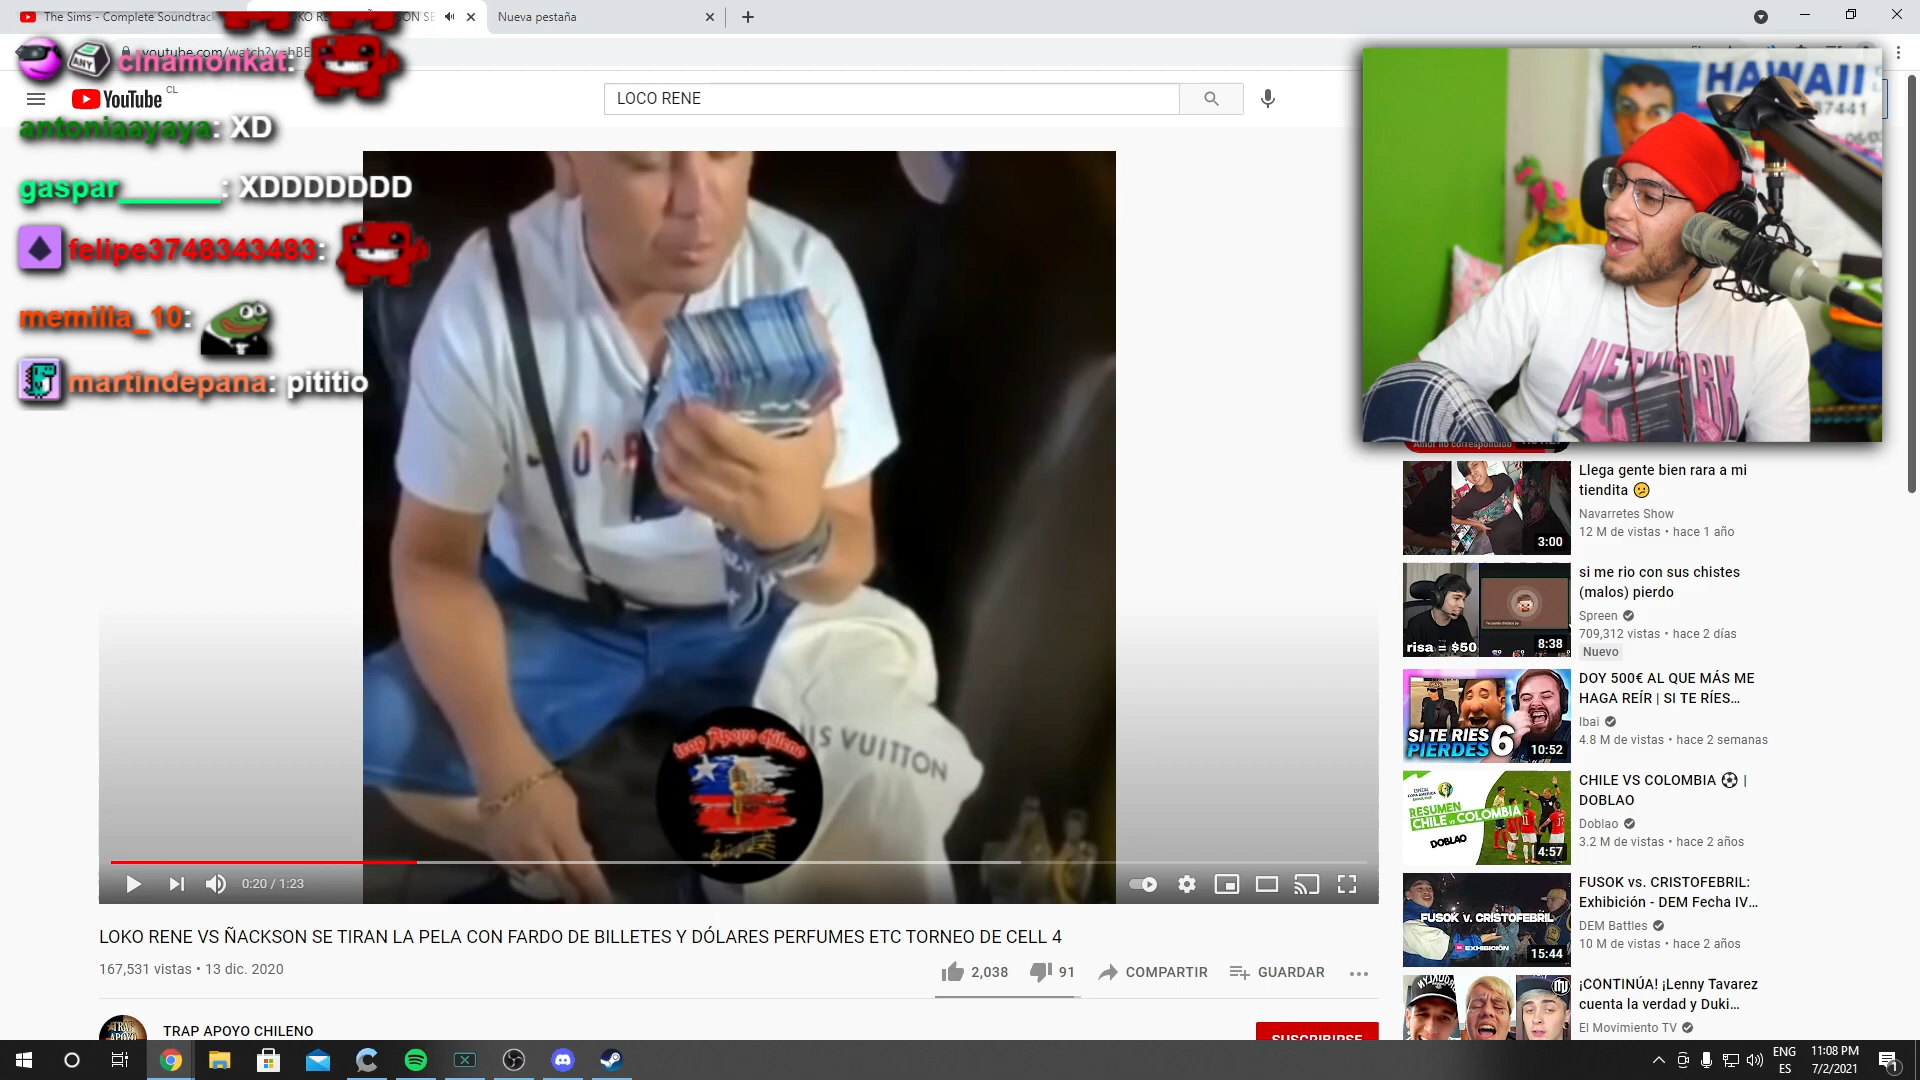 The Sims - Complete Soundtrack
Nueva pestaña
cinamonkat:
antoniaayaya: XD
gaspar______: XDDDDDDD
felipe3748343483:
memilla_10:
martindepana: pititio
ANY
YouTube CL
LOCO RENE
HAWAII
NETWORK
trap Apoyo chileno
VUITTON
0:20 / 1:23
LOKO RENE VS ÑACKSON SE TIRAN LA PELA CON FARDO DE BILLETES Y DÓLARES PERFUMES ETC TORNEO DE CELL 4
167,531 vistas • 13 dic. 2020
2,038
91
COMPARTIR
GUARDAR
TRAP APOYO CHILENO
SUSCRIBIRSE
Amor no correspondido
Llega gente bien rara a mi
tiendita
Navarretes Show
12 M de vistas • hace 1 año
3:00
si me rio con sus chistes
(malos) pierdo
Spreen
709,312 vistas • hace 2 días
Nuevo
risa = $50
8:38
DOY 500€ AL QUE MÁS ME
HAGA REÍR | SI TE RÍES...
Ibai
4.8 M de vistas • hace 2 semanas
SI TE RIES
PIERDES 6
10:52
CHILE VS COLOMBIA ⚽ |
DOBLAO
Doblao
3.2 M de vistas • hace 2 años
RESUMEN
CHILE vs COLOMBIA
DOBLAO
4:57
FUSOK vs. CRISTOFEBRIL:
Exhibición - DEM Fecha IV...
DEM Battles
10 M de vistas • hace 2 años
FUSOK V. CRISTOFEBRIL
EXHIBICIÓN
15:44
¡CONTINÚA! ¡Lenny Tavarez
cuenta la verdad y Duki...
El Movimiento TV
ENG
ES
11:08 PM
7/2/2021
1